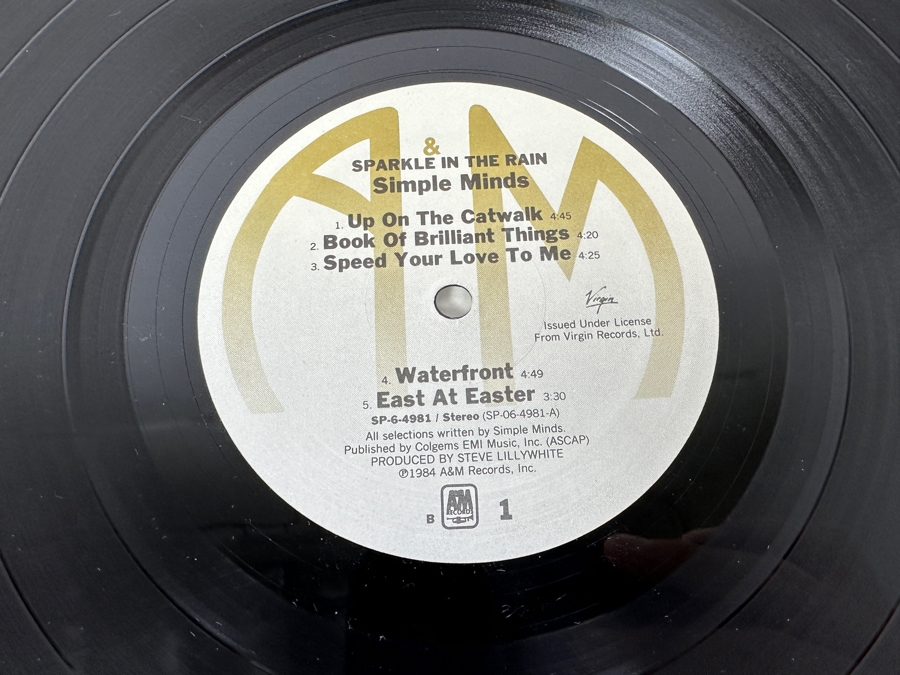 A&M
SPARKLE IN THE RAIN
Simple Minds
1. Up On The Catwalk 4:45
2. Book Of Brilliant Things 4:20
3. Speed Your Love To Me 4:25
Virgin
Issued Under License
From Virgin Records, Ltd.
4. Waterfront 4:49
5. East At Easter 3:30
SP-6-4981 / Stereo (SP-06-4981-A)
All selections written by Simple Minds.
Published by Colgems EMI Music, Inc. (ASCAP)
PRODUCED BY STEVE LILLYWHITE
℗1984 A&M Records, Inc.
B A&M RECORDS 1